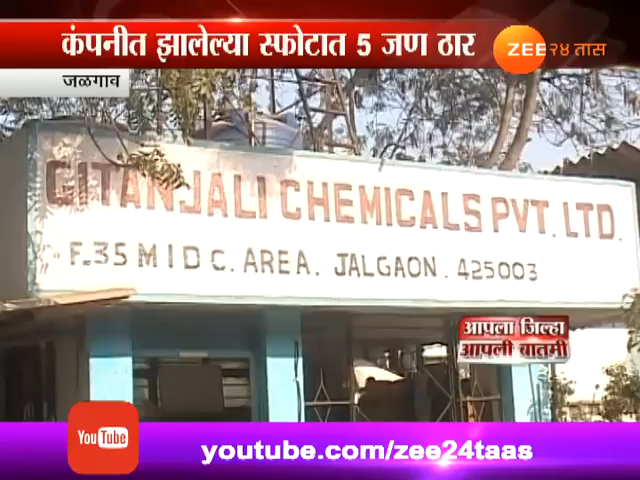 कंपनीत झालेल्या स्फोटात 5 जण ठार
ZEE २४ तास
जळगाव
GITANJALI CHEMICALS PVT. LTD.
F.35 MIDC. AREA. JALGAON. 425003
आपला जिल्हा
आपली बातमी
YouTube
youtube.com/zee24taas